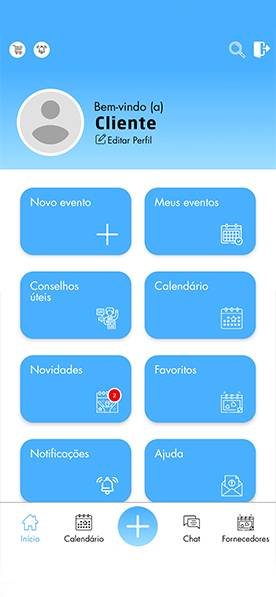 Bem-vindo (a)
Cliente
Editar Perfil
Novo evento
Meus eventos
Conselhos
úteis
Calendário
Novidades
2
Favoritos
Notificações
Ajuda
Início
Calendário
Chat
Fornecedores